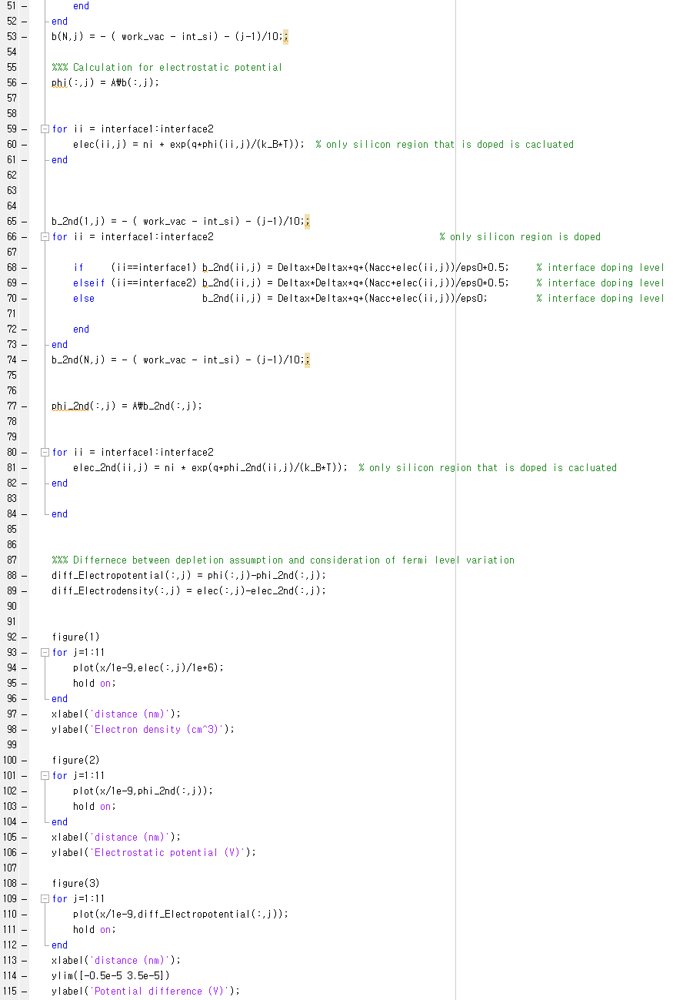 51 – end
52 – end
53 – b(N,j) = - ( work_vac - int_si) - (j-1)/10;;
54
55 %%% Calculation for electrostatic potential
56 – phi(:,j) = A₩b(:,j);
57
58
59 – for ii = interface1:interface2
60 – elec(ii,j) = ni * exp(q*phi(ii,j)/(k_B*T)); % only silicon region that is doped is cacluated
61 – end
62
63
64
65 – b_2nd(1,j) = - ( work_vac - int_si) - (j-1)/10;;
66 – for ii = interface1:interface2 % only silicon region is doped
67
68 – if (ii==interface1) b_2nd(ii,j) = Deltax*Deltax*q*(Nacc+elec(ii,j))/eps0*0.5; % interface doping level
69 – elseif (ii==interface2) b_2nd(ii,j) = Deltax*Deltax*q*(Nacc+elec(ii,j))/eps0*0.5; % interface doping level
70 – else b_2nd(ii,j) = Deltax*Deltax*q*(Nacc+elec(ii,j))/eps0; % interface doping level
71
72 – end
73 – end
74 – b_2nd(N,j) = - ( work_vac - int_si) - (j-1)/10;;
75
76
77 – phi_2nd(:,j) = A₩b_2nd(:,j);
78
79
80 – for ii = interface1:interface2
81 – elec_2nd(ii,j) = ni * exp(q*phi_2nd(ii,j)/(k_B*T)); % only silicon region that is doped is cacluated
82 – end
83
84 – end
85
86
87 %%% Differnece between depletion assumption and consideration of fermi level variation
88 – diff_Electropotential(:,j) = phi(:,j)-phi_2nd(:,j);
89 – diff_Electrodensity(:,j) = elec(:,j)-elec_2nd(:,j);
90
91
92 – figure(1)
93 – for j=1:11
94 – plot(x/1e-9,elec(:,j)/1e+6);
95 – hold on;
96 – end
97 – xlabel('distance (nm)');
98 – ylabel('Electron density (cm^3)');
99
100 – figure(2)
101 – for j=1:11
102 – plot(x/1e-9,phi_2nd(:,j));
103 – hold on;
104 – end
105 – xlabel('distance (nm)');
106 – ylabel('Electrostatic potential (V)');
107
108 – figure(3)
109 – for j=1:11
110 – plot(x/1e-9,diff_Electropotential(:,j));
111 – hold on;
112 – end
113 – xlabel('distance (nm)');
114 – ylim([-0.5e-5 3.5e-5])
115 – ylabel('Potential difference (V)');